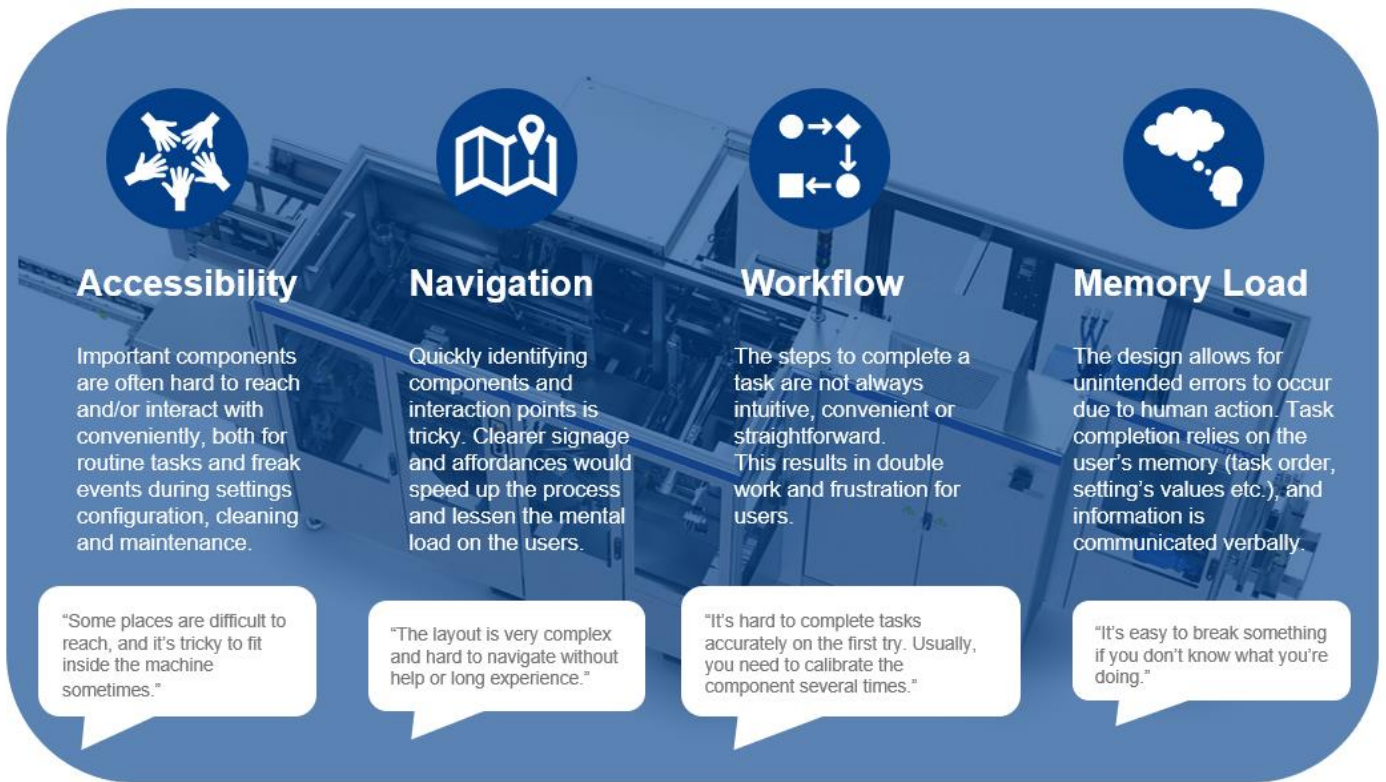 Accessibility
Important components
are often hard to reach
and/or interact with
conveniently, both for
routine tasks and freak
events during settings
configuration, cleaning
and maintenance.
“Some places are difficult to
reach, and it’s tricky to fit
inside the machine
sometimes.”
Navigation
Quickly identifying
components and
interaction points is
tricky. Clearer signage
and affordances would
speed up the process
and lessen the mental
load on the users.
“The layout is very complex
and hard to navigate without
help or long experience.”
Workflow
The steps to complete a
task are not always
intuitive, convenient or
straightforward.
This results in double
work and frustration for
users.
“It’s hard to complete tasks
accurately on the first try. Usually,
you need to calibrate the
component several times.”
Memory Load
The design allows for
unintended errors to occur
due to human action. Task
completion relies on the
user’s memory (task order,
setting’s values etc.), and
information is
communicated verbally.
“It’s easy to break something
if you don’t know what you’re
doing.”